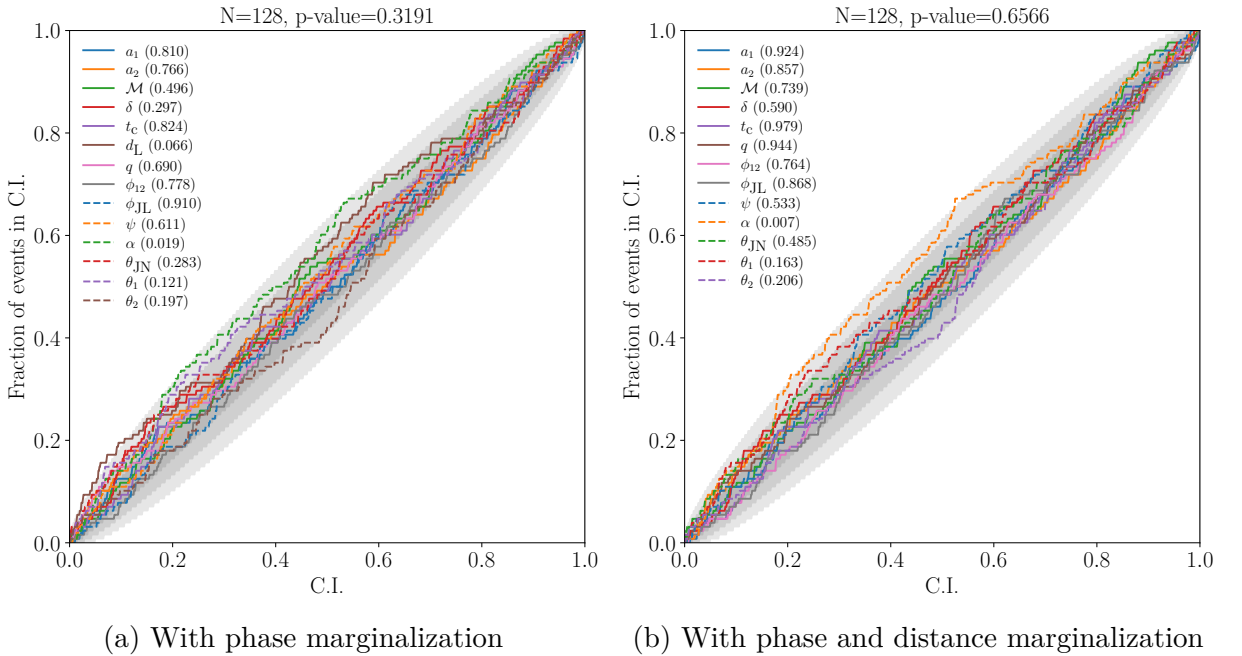 N=128, p-value=0.3191
1.0
0.8
0.6
0.4
0.2
0.0
Fraction of events in C.I.
a₁ (0.810)
a₂ (0.766)
ℳ (0.496)
δ (0.297)
t_c (0.824)
d_L (0.066)
q (0.690)
ϕ₁₂ (0.778)
ϕ_JL (0.910)
ψ (0.611)
α (0.019)
θ_JN (0.283)
θ₁ (0.121)
θ₂ (0.197)
0.0 0.2 0.4 0.6 0.8 1.0
C.I.
(a) With phase marginalization
N=128, p-value=0.6566
1.0
0.8
0.6
0.4
0.2
0.0
Fraction of events in C.I.
a₁ (0.924)
a₂ (0.857)
ℳ (0.739)
δ (0.590)
t_c (0.979)
q (0.944)
ϕ₁₂ (0.764)
ϕ_JL (0.868)
ψ (0.533)
α (0.007)
θ_JN (0.485)
θ₁ (0.163)
θ₂ (0.206)
0.0 0.2 0.4 0.6 0.8 1.0
C.I.
(b) With phase and distance marginalization